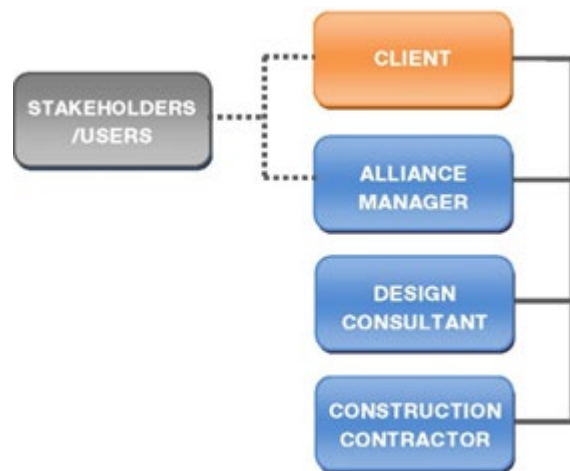 STAKEHOLDERS
/USERS
CLIENT
ALLIANCE
MANAGER
DESIGN
CONSULTANT
CONSTRUCTION
CONTRACTOR